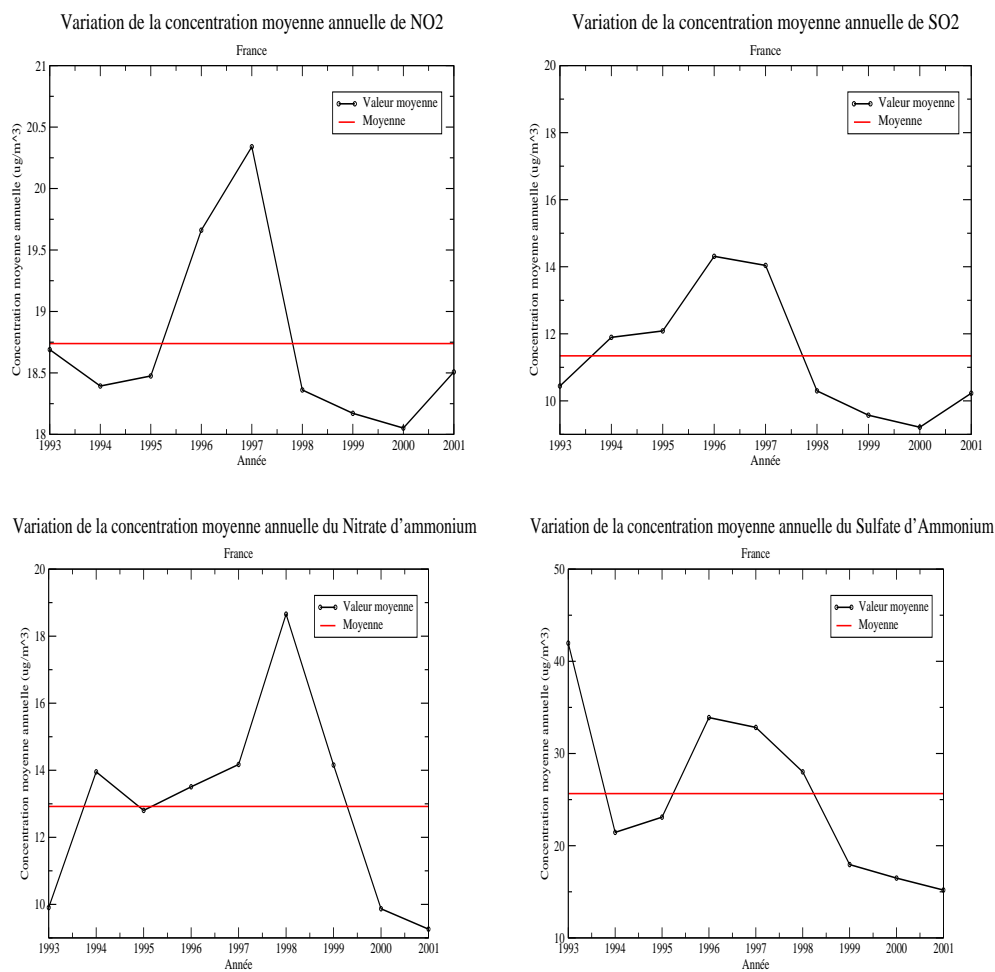 Variation de la concentration moyenne annuelle de NO2
France
21
20.5
20
19.5
19
18.5
18
Concentration moyenne annuelle (ug/m^3)
Valeur moyenne
Moyenne
1993 1994 1995 1996 1997 1998 1999 2000 2001
Année
Variation de la concentration moyenne annuelle de SO2
France
20
18
16
14
12
10
Concentration moyenne annuelle (ug/m^3)
Valeur moyenne
Moyenne
1993 1994 1995 1996 1997 1998 1999 2000 2001
Année
Variation de la concentration moyenne annuelle du Nitrate d'ammonium
France
20
18
16
14
12
10
Concentration moyenne annuelle (ug/m^3)
Valeur moyenne
Moyenne
1993 1994 1995 1996 1997 1998 1999 2000 2001
Année
Variation de la concentration moyenne annuelle du Sulfate d'Ammonium
France
50
40
30
20
10
Concentration moyenne annuelle (ug/m^3)
Valeur moyenne
Moyenne
1993 1994 1995 1996 1997 1998 1999 2000 2001
Année